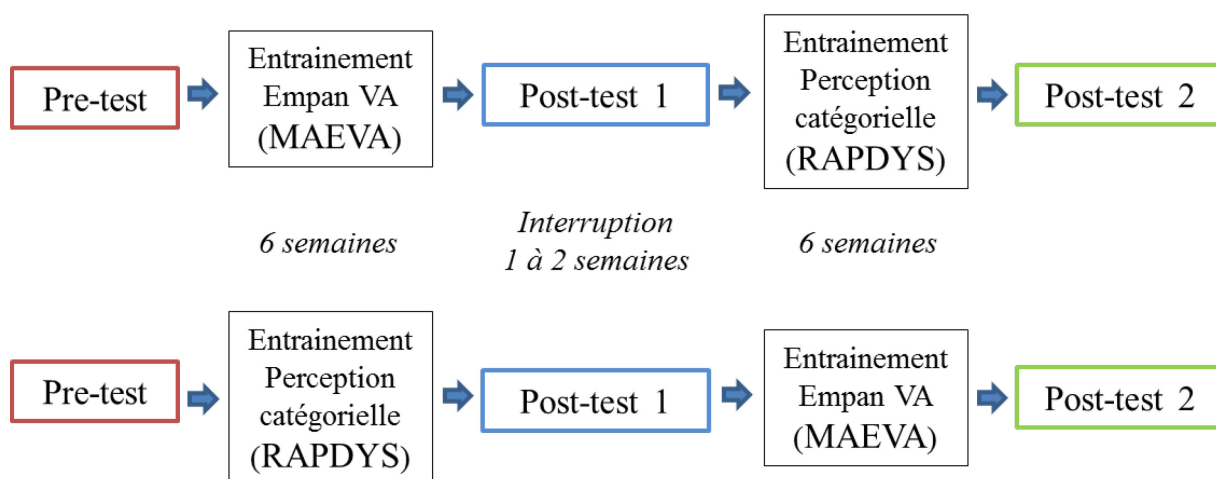 Pre-test
Entrainement
Empan VA
(MAEVA)
Post-test 1
Entrainement
Perception
catégorielle
(RAPDYS)
Post-test 2
6 semaines
Interruption
1 à 2 semaines
6 semaines
Pre-test
Entrainement
Perception
catégorielle
(RAPDYS)
Post-test 1
Entrainement
Empan VA
(MAEVA)
Post-test 2